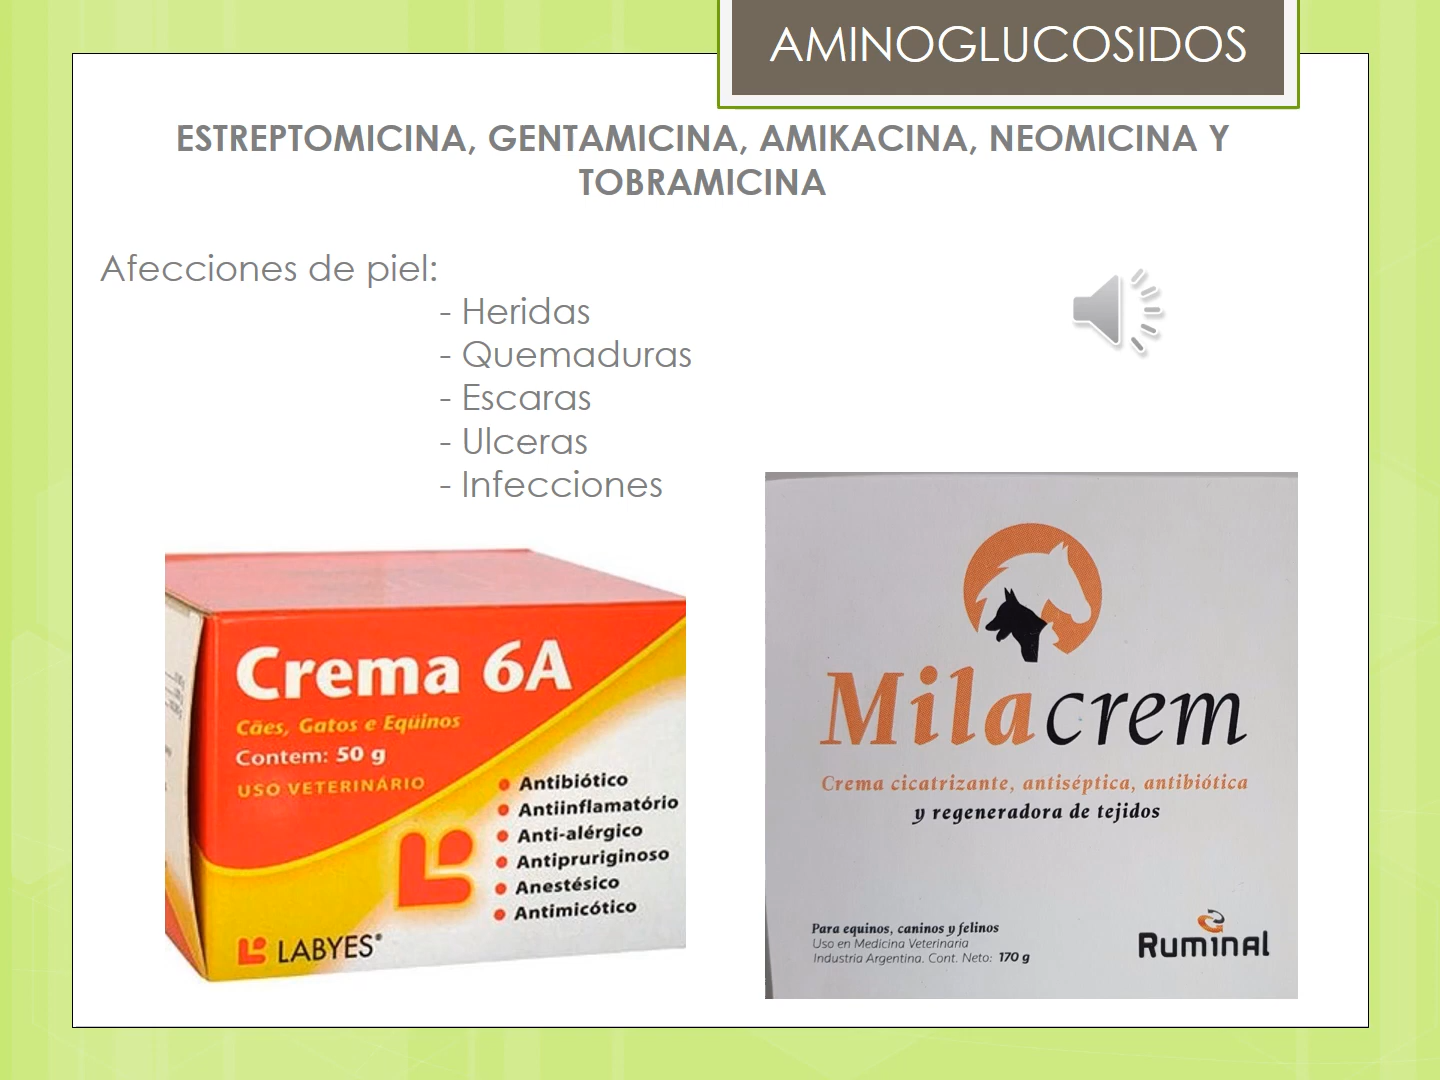 AMINOGLUCOSIDOS
ESTREPTOMICINA, GENTAMICINA, AMIKACINA, NEOMICINA Y
TOBRAMICINA
Afecciones de piel:
- Heridas
- Quemaduras
- Escaras
- Ulceras
- Infecciones
Crema 6A
Cães, Gatos e Equinos
Contem: 50 g
USO VETERINÁRIO
Antibiótico
Antiinflamatório
Anti-alérgico
Antipruriginoso
Anestésico
Antimicótico
LABYES®
Milacrem
Crema cicatrizante, antiséptica, antibiótica
y regeneradora de tejidos
Para equinos, caninos y felinos
Uso en Medicina Veterinaria
Industria Argentina. Cont. Neto: 170 g
Ruminal